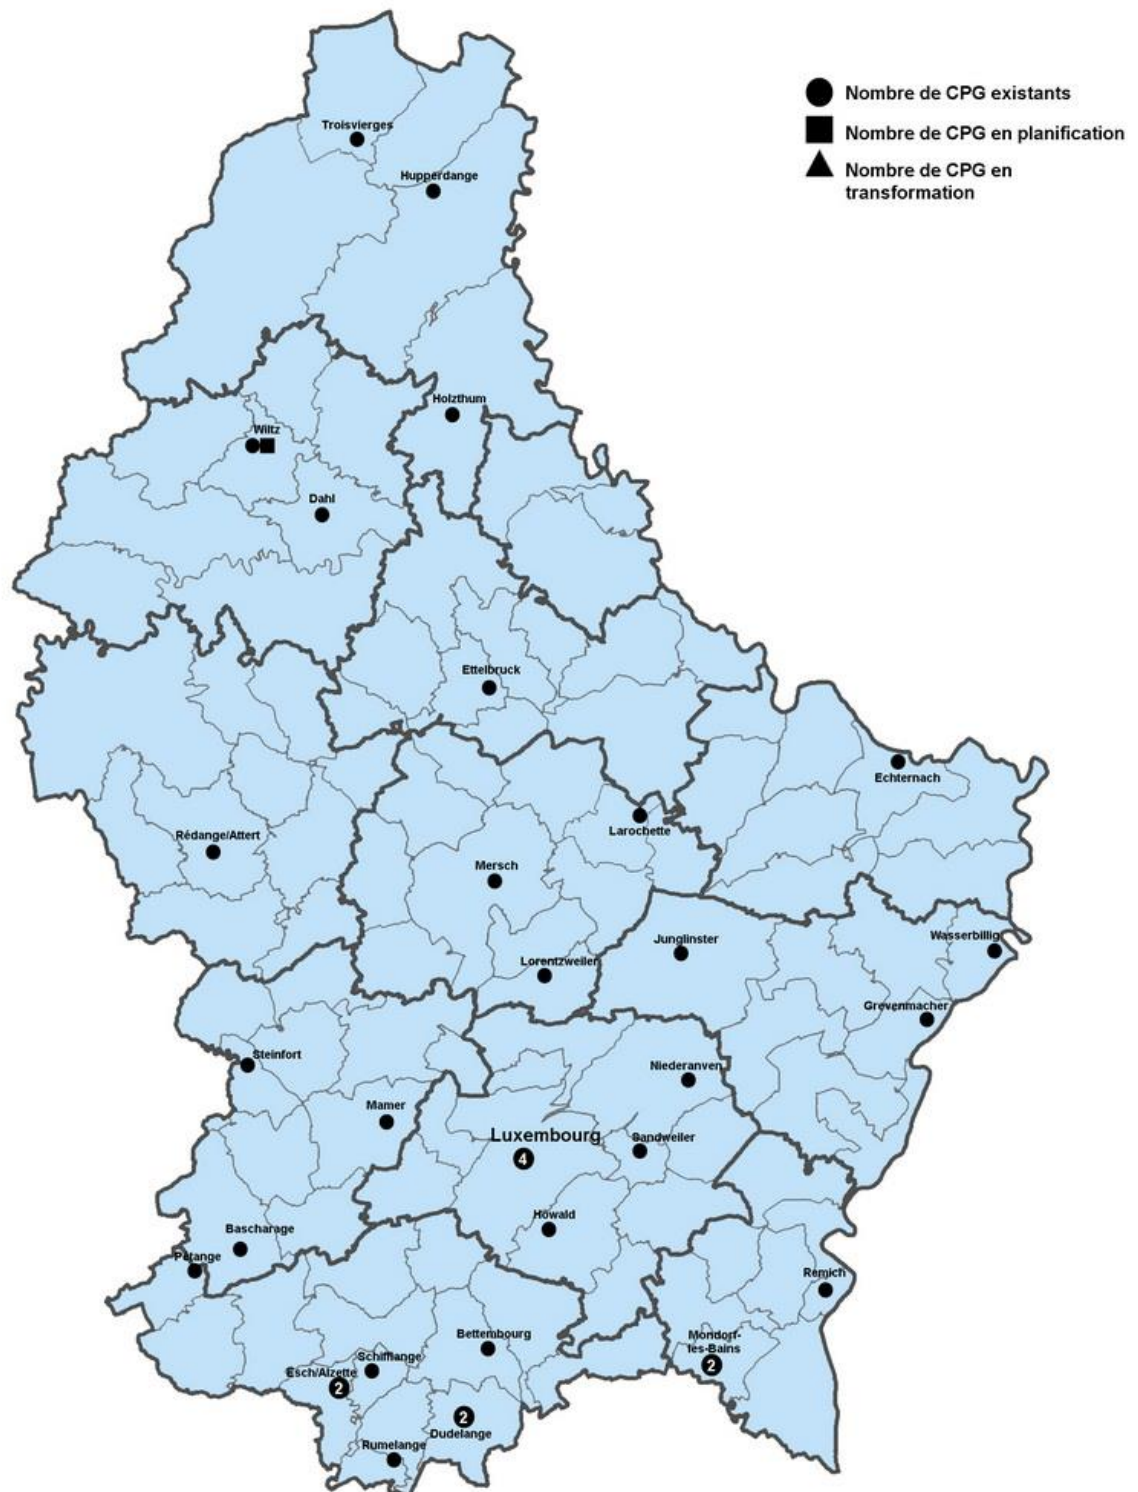 Nombre de CPG existants
Nombre de CPG en planification
Nombre de CPG en
transformation
Troisvierges
Hupperdange
Holzthum
Wiltz
Dahl
Ettelbruck
Echternach
Larochette
Rédange/Attert
Mersch
Wasserbillig
Junglinster
Lorentzweiler
Grevenmacher
Steinfort
Niederanven
Mamer
Luxembourg
4
Sandweiler
Howald
Bascharage
Pétange
Remich
Bettembourg
Mondorf-
les-Bains
2
Schifflange
Esch/Alzette
2
2
Dudelange
Rumelange